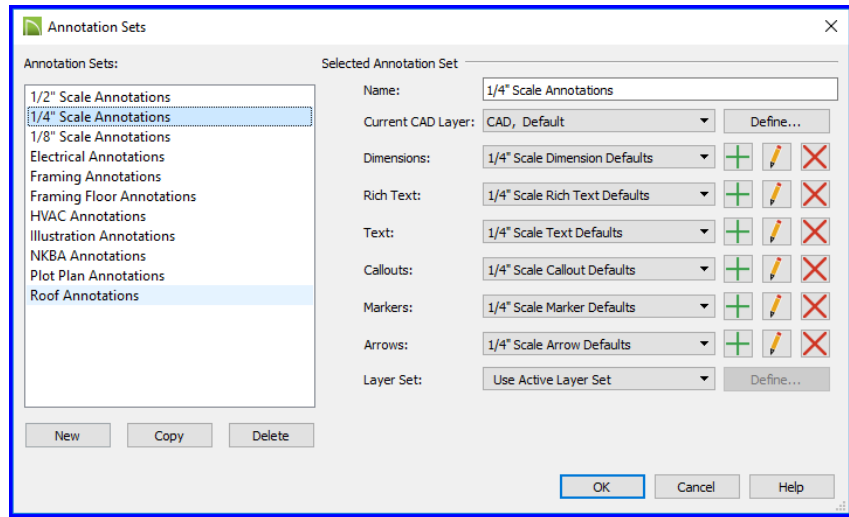 Annotation Sets
Annotation Sets:
1/2" Scale Annotations
1/4" Scale Annotations
1/8" Scale Annotations
Electrical Annotations
Framing Annotations
Framing Floor Annotations
HVAC Annotations
Illustration Annotations
NKBA Annotations
Plot Plan Annotations
Roof Annotations
New Copy Delete
Selected Annotation Set
Name: 1/4" Scale Annotations
Current CAD Layer: CAD, Default Define...
Dimensions: 1/4" Scale Dimension Defaults
Rich Text: 1/4" Scale Rich Text Defaults
Text: 1/4" Scale Text Defaults
Callouts: 1/4" Scale Callout Defaults
Markers: 1/4" Scale Marker Defaults
Arrows: 1/4" Scale Arrow Defaults
Layer Set: Use Active Layer Set Define...
OK Cancel Help